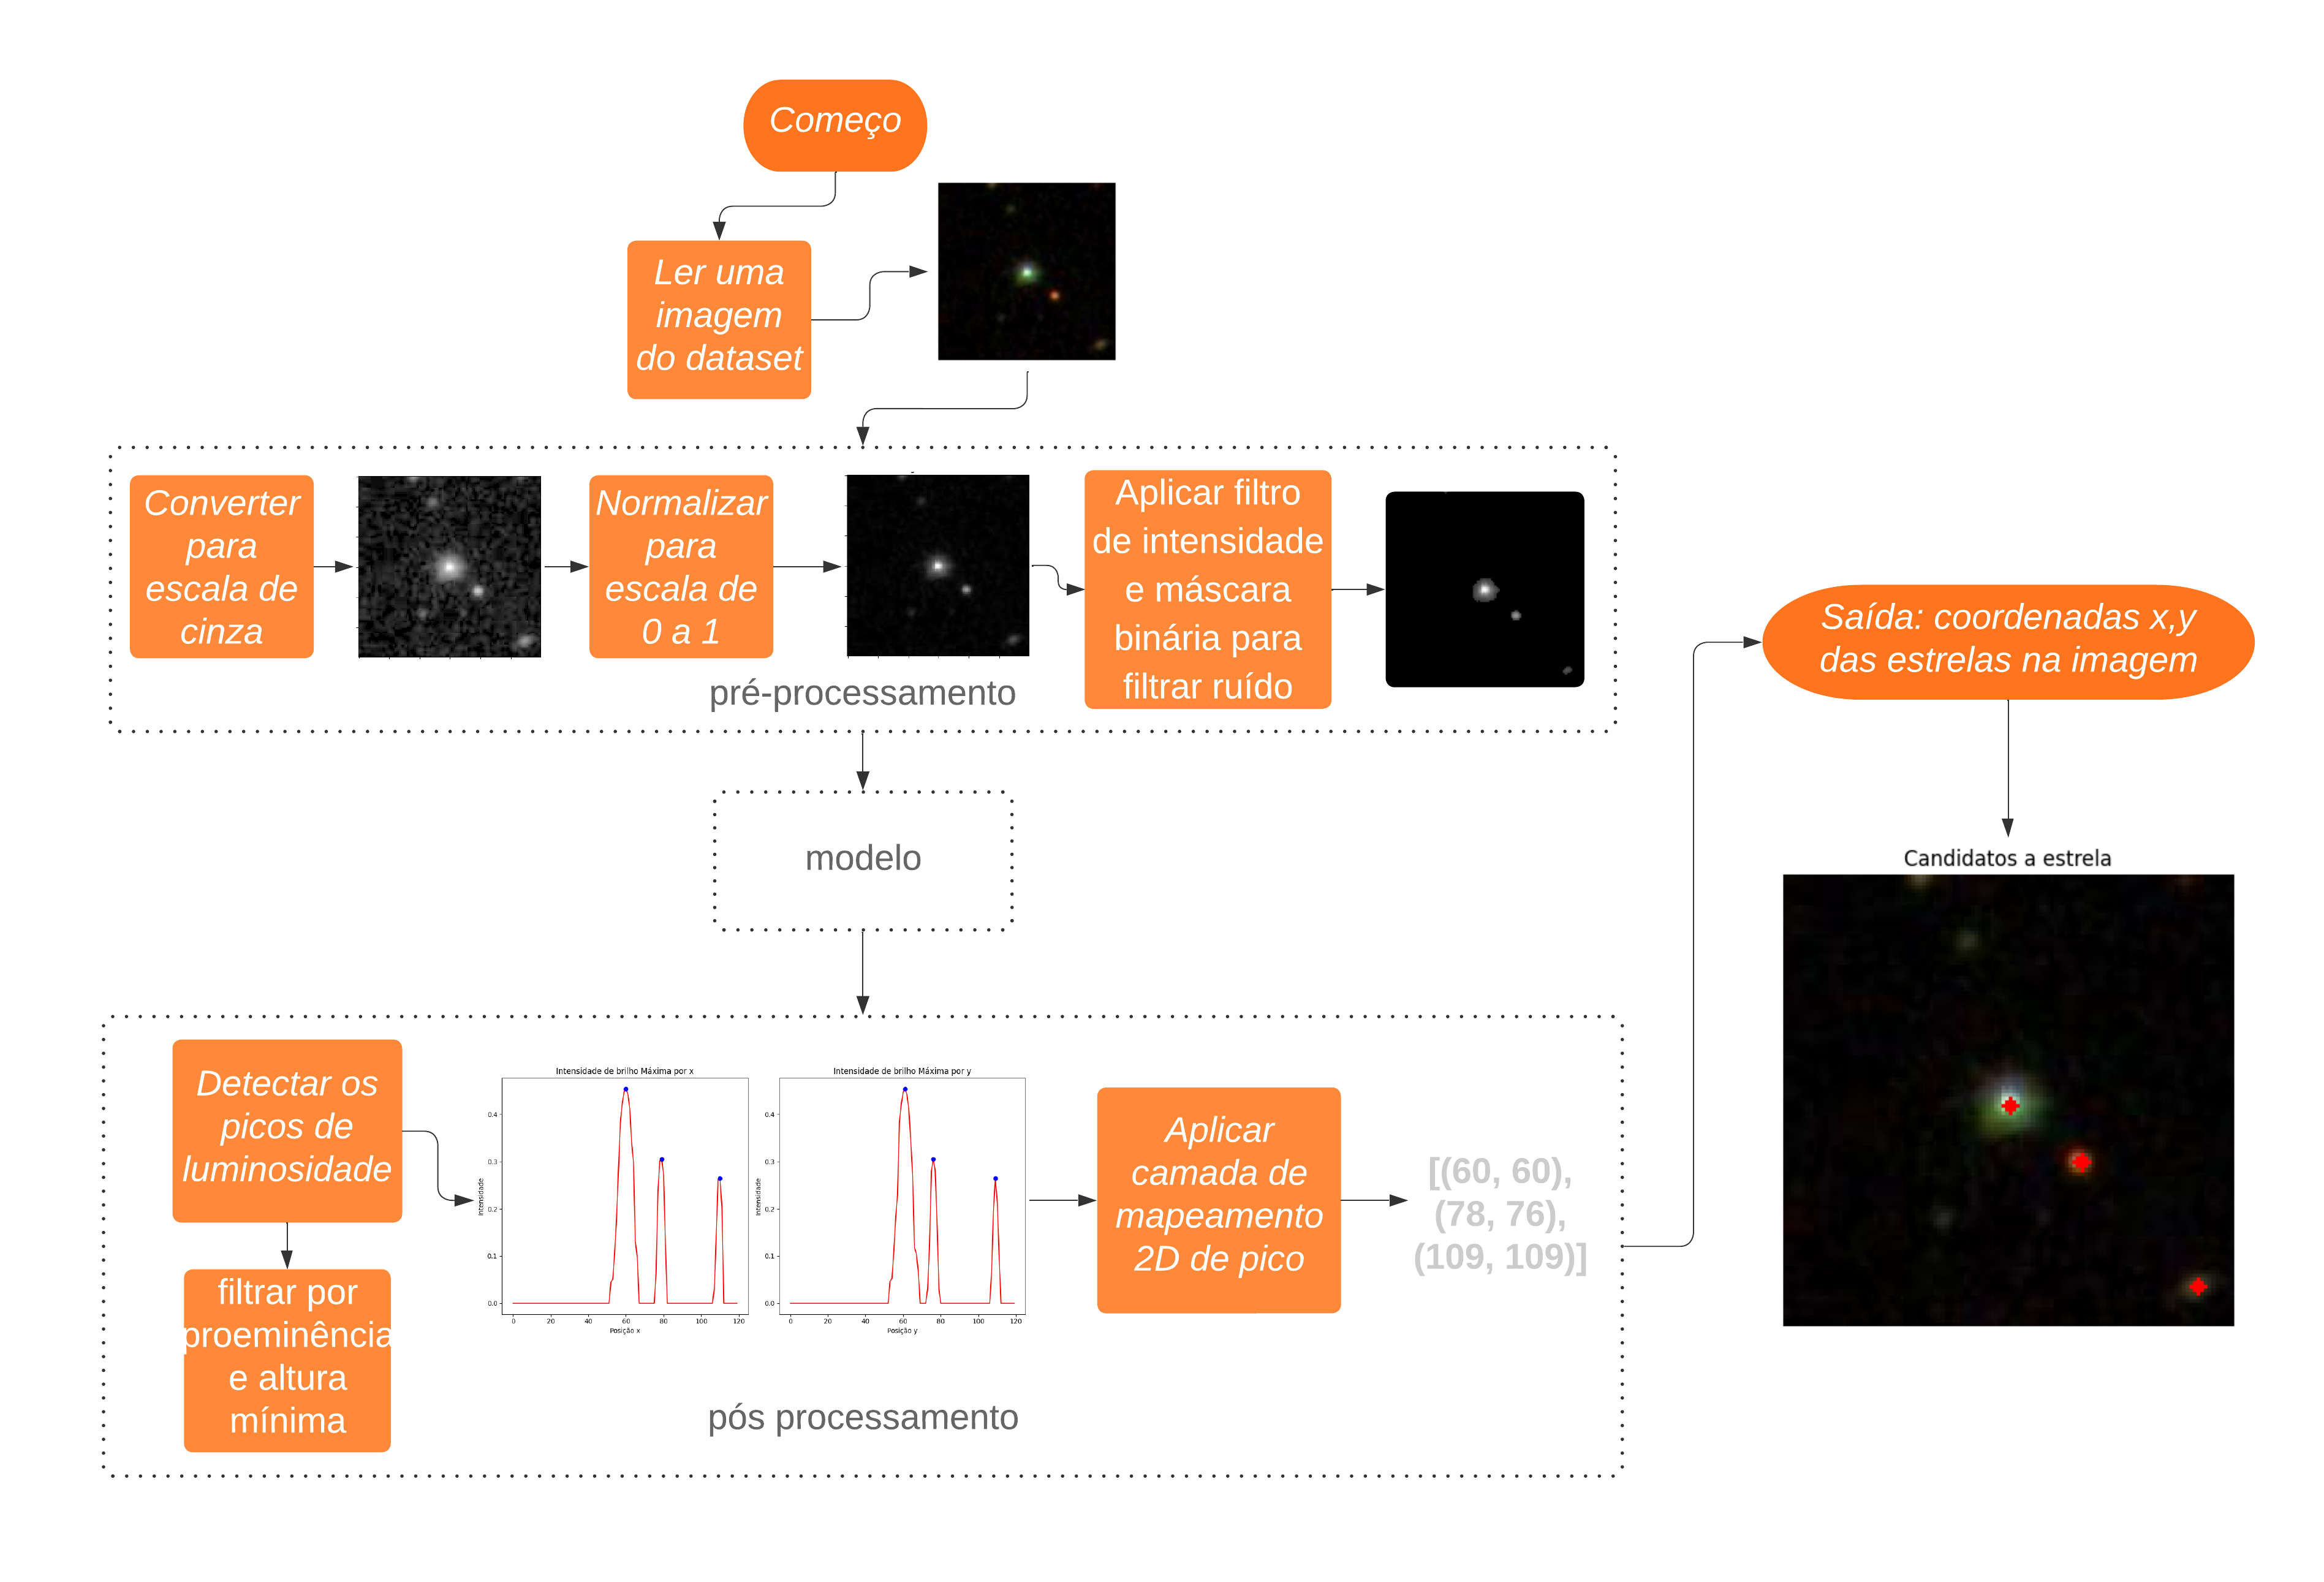 Começo
Ler uma
imagem
do dataset
Converter
para
escala de
cinza
Normalizar
para
escala de
0 a 1
Aplicar filtro
de intensidade
e máscara
binária para
filtrar ruído
pré-processamento
modelo
Detectar os
picos de
luminosidade
filtrar por
proeminência
e altura
mínima
Intensidade de brilho Máxima por x
Intensidade
0.4
0.3
0.2
0.1
0.0
0 20 40 60 80 100 120
Posição x
Intensidade de brilho Máxima por y
Intensidade
0.4
0.3
0.2
0.1
0.0
0 20 40 60 80 100 120
Posição y
Aplicar
camada de
mapeamento
2D de pico
[(60, 60),
(78, 76),
(109, 109)]
pós processamento
Saída: coordenadas x,y
das estrelas na imagem
Candidatos a estrela